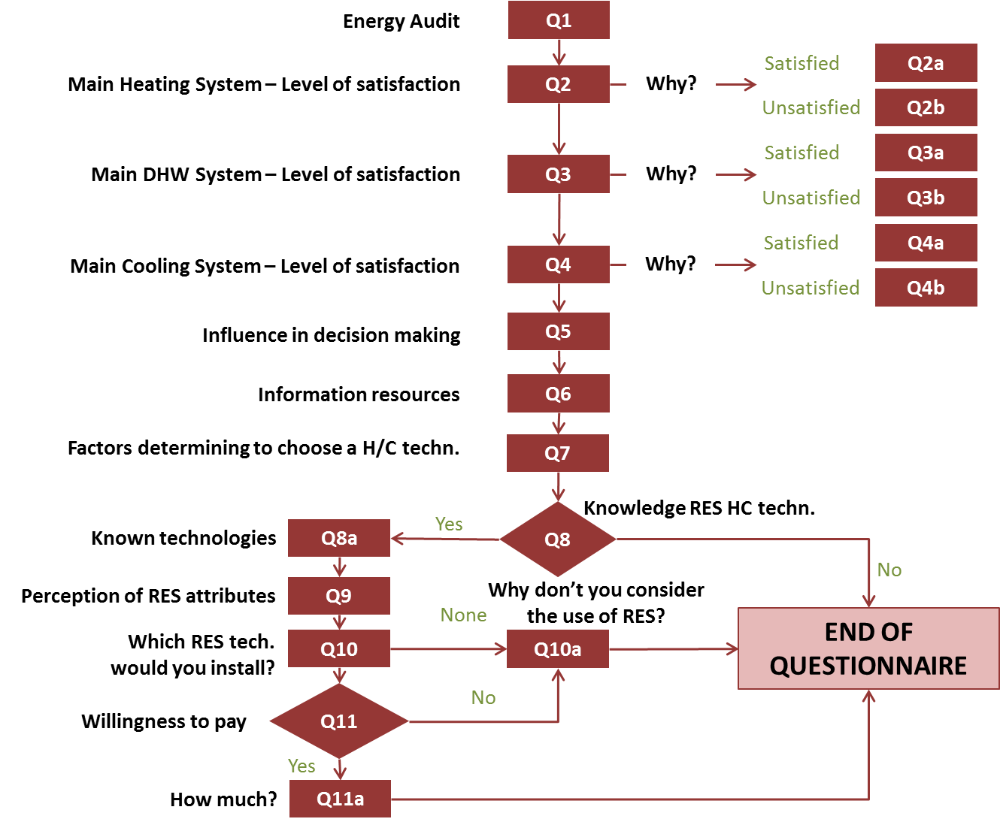 Energy Audit
Q1
Main Heating System – Level of satisfaction
Q2
Why?
Satisfied
Q2a
Unsatisfied
Q2b
Main DHW System – Level of satisfaction
Q3
Why?
Satisfied
Q3a
Unsatisfied
Q3b
Main Cooling System – Level of satisfaction
Q4
Why?
Satisfied
Q4a
Unsatisfied
Q4b
Influence in decision making
Q5
Information resources
Q6
Factors determining to choose a H/C techn.
Q7
Knowledge RES HC techn.
Q8
Yes
No
Known technologies
Q8a
Perception of RES attributes
Q9
Why don't you consider
the use of RES?
None
Which RES tech.
would you install?
Q10
Q10a
END OF
QUESTIONNAIRE
No
Willingness to pay
Q11
Yes
How much?
Q11a